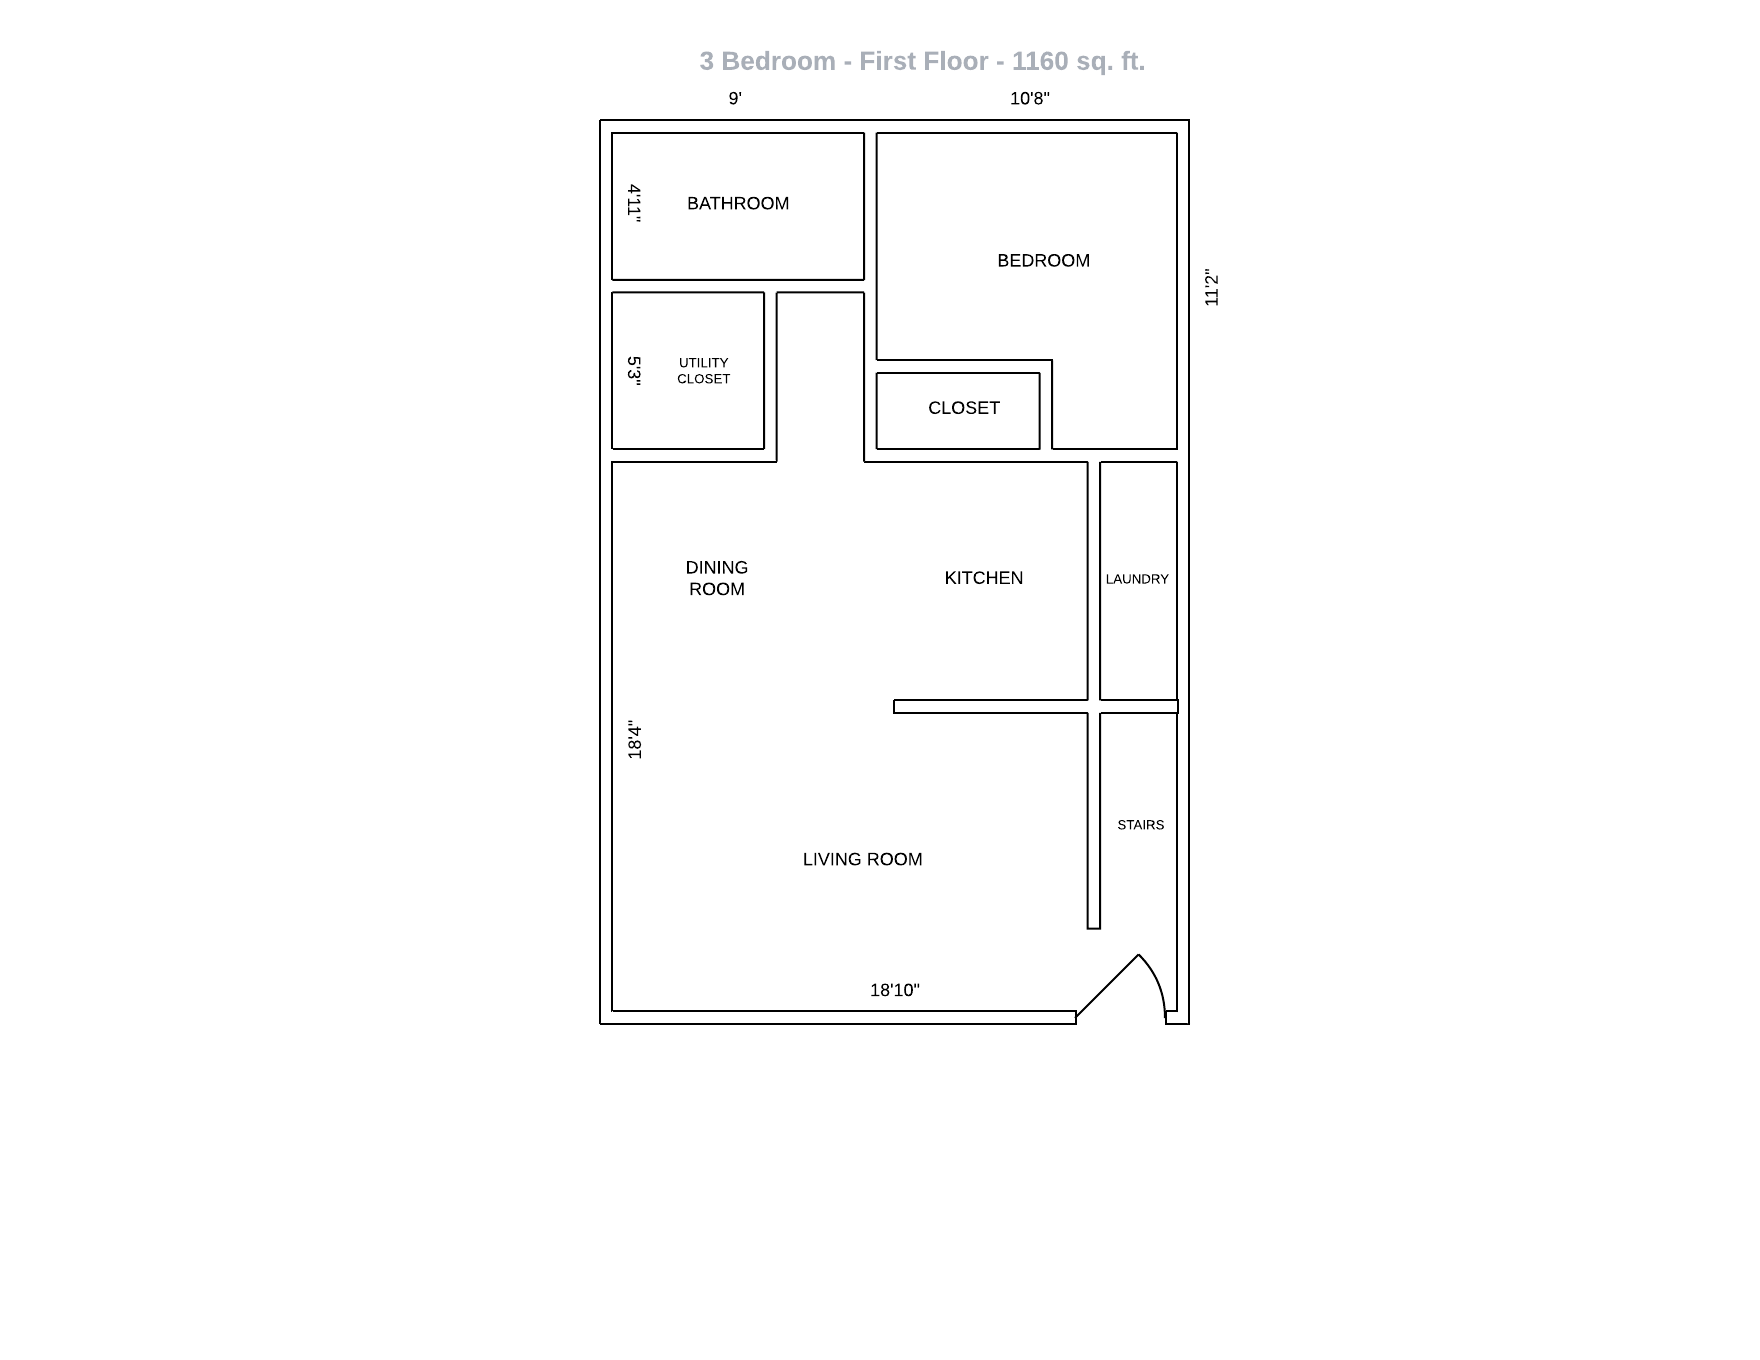 3 Bedroom - First Floor - 1160 sq. ft.
9'
10'8"
4'11"
BATHROOM
BEDROOM
11'2"
5'3"
UTILITY
CLOSET
CLOSET
DINING
ROOM
KITCHEN
LAUNDRY
18'4"
STAIRS
LIVING ROOM
18'10"